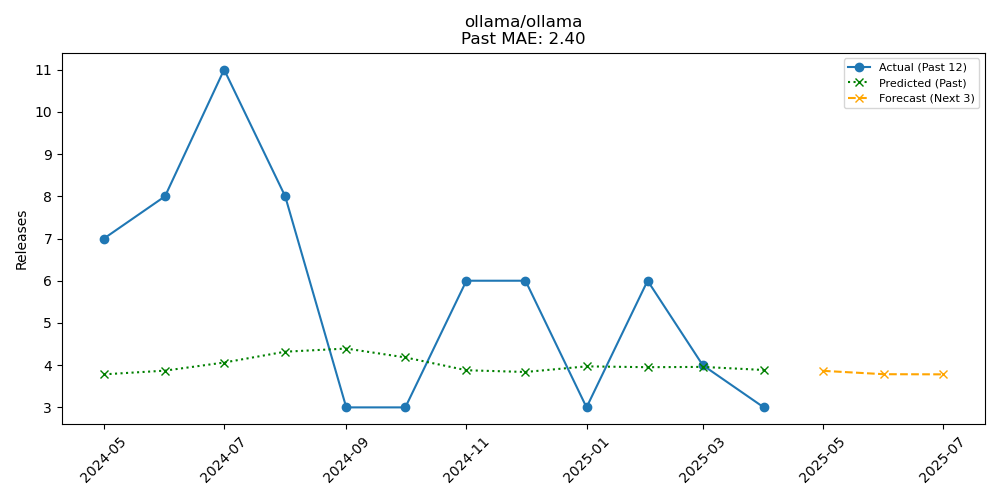 ollama/ollama
Past MAE: 2.40
Actual (Past 12)
Predicted (Past)
Forecast (Next 3)
Releases
11
10
9
8
7
6
5
4
3
2024-05
2024-07
2024-09
2024-11
2025-01
2025-03
2025-05
2025-07